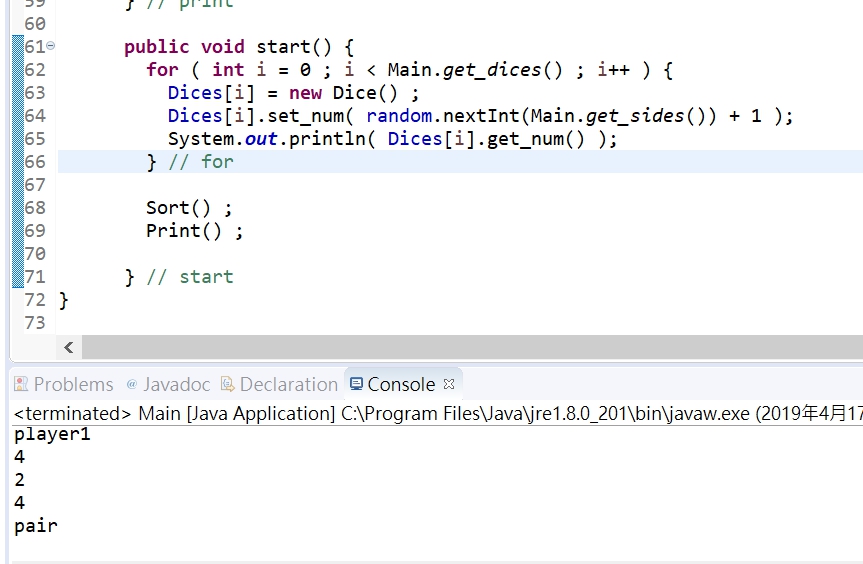 59 } // print
60
61 public void start() {
62 for ( int i = 0 ; i < Main.get_dices() ; i++ ) {
63 Dices[i] = new Dice() ;
64 Dices[i].set_num( random.nextInt(Main.get_sides()) + 1 );
65 System.out.println( Dices[i].get_num() );
66 } // for
67
68 Sort() ;
69 Print() ;
70
71 } // start
72 }
73
Problems @ Javadoc Declaration Console
<terminated> Main [Java Application] C:\Program Files\Java\jre1.8.0_201\bin\javaw.exe (2019年4月17
player1
4
2
4
pair